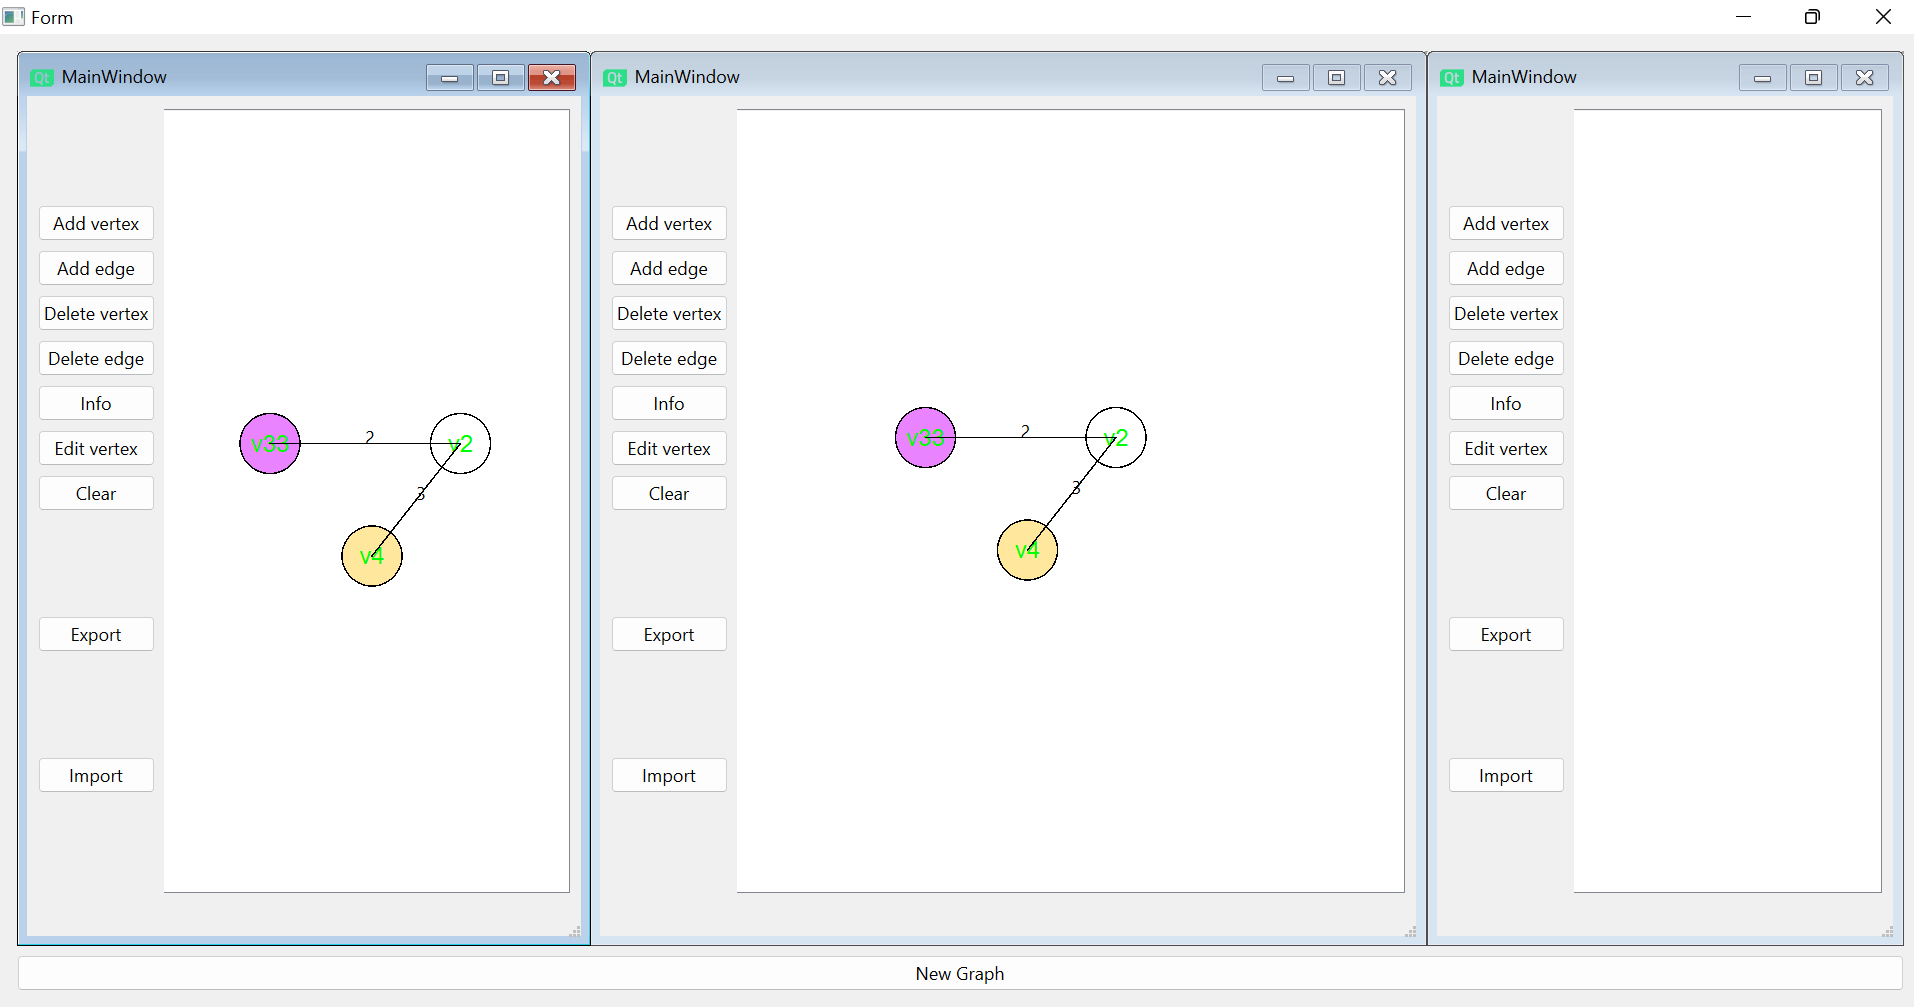 Form
Qt MainWindow
Add vertex
Add edge
Delete vertex
Delete edge
Info
Edit vertex
Clear
Export
Import
v33
2
v2
3
v4
Qt MainWindow
Add vertex
Add edge
Delete vertex
Delete edge
Info
Edit vertex
Clear
Export
Import
v33
2
v2
3
v4
Qt MainWindow
Add vertex
Add edge
Delete vertex
Delete edge
Info
Edit vertex
Clear
Export
Import
New Graph